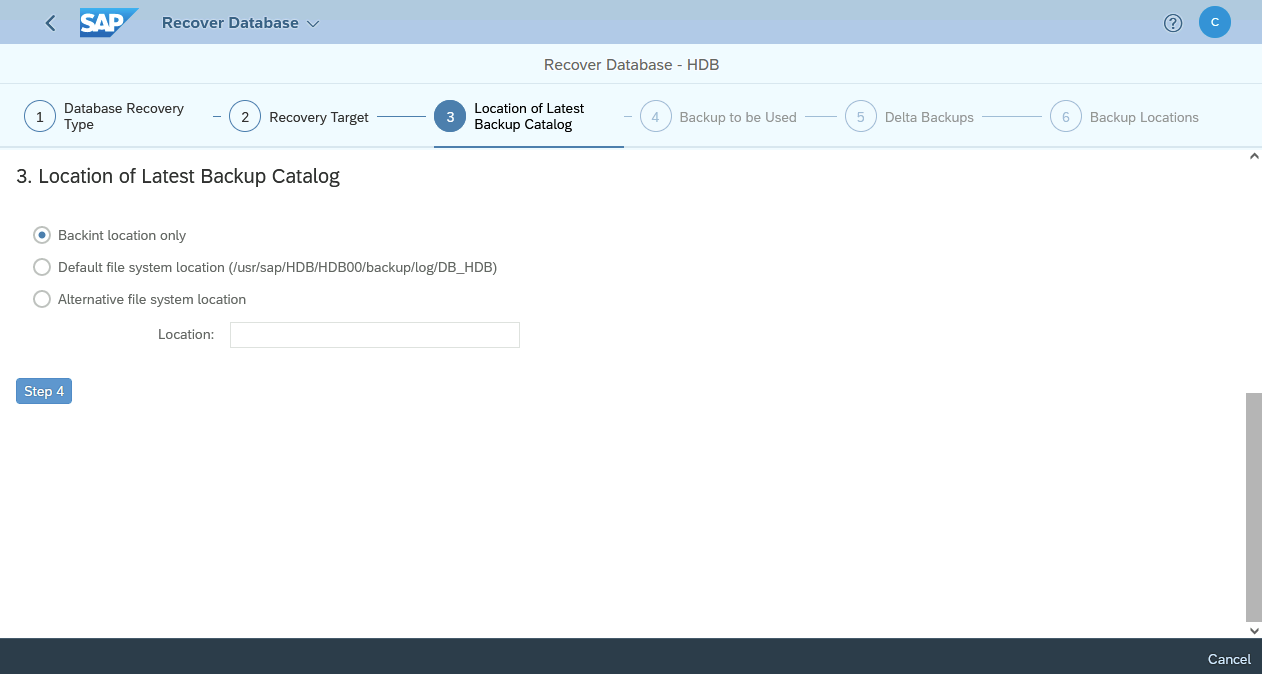 SAP Recover Database
C
Recover Database - HDB
1 Database Recovery Type
2 Recovery Target
3 Location of Latest Backup Catalog
4 Backup to be Used
5 Delta Backups
6 Backup Locations
3. Location of Latest Backup Catalog
Backint location only
Default file system location (/usr/sap/HDB/HDB00/backup/log/DB_HDB)
Alternative file system location
Location:
Step 4
Cancel